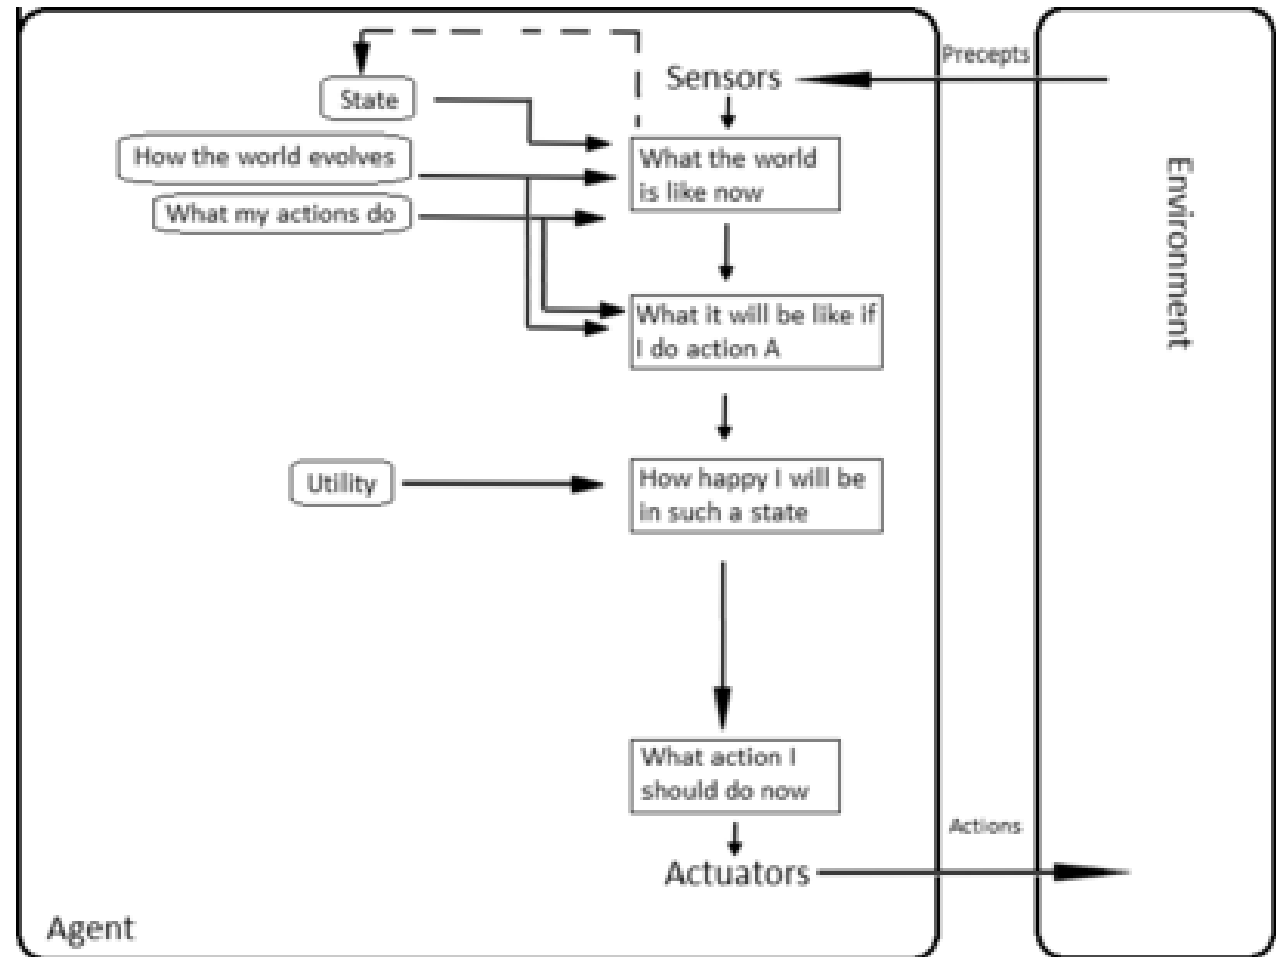 Precepts
Sensors
State
How the world evolves
What the world
is like now
What my actions do
Environment
What it will be like if
I do action A
Utility
How happy I will be
in such a state
What action I
should do now
Actions
Actuators
Agent